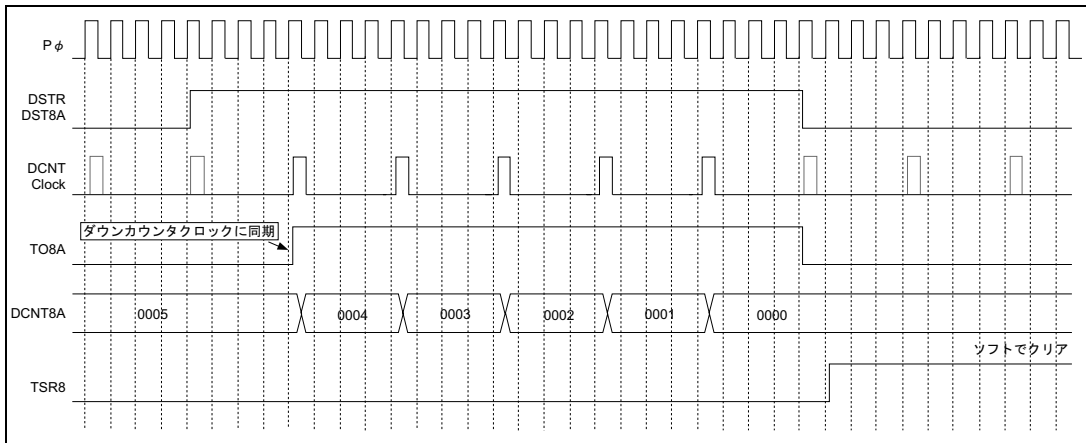 Pφ
DSTR
DST8A
DCNT
Clock
ダウンカウンタクロックに同期
TO8A
DCNT8A
0005
0004
0003
0002
0001
0000
ソフトでクリア
TSR8